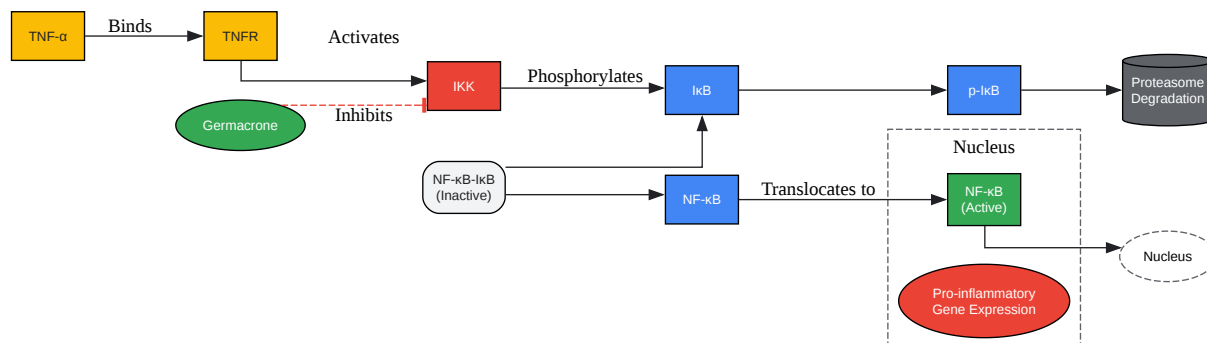 TNF-α
Binds
TNFR
Activates
IKK
Phosphorylates
IκB
p-IκB
Proteasome
Degradation
Germacrone
Inhibits
NF-κB-IκB
(Inactive)
NF-κB
Translocates to
Nucleus
NF-κB
(Active)
Nucleus
Pro-inflammatory
Gene Expression